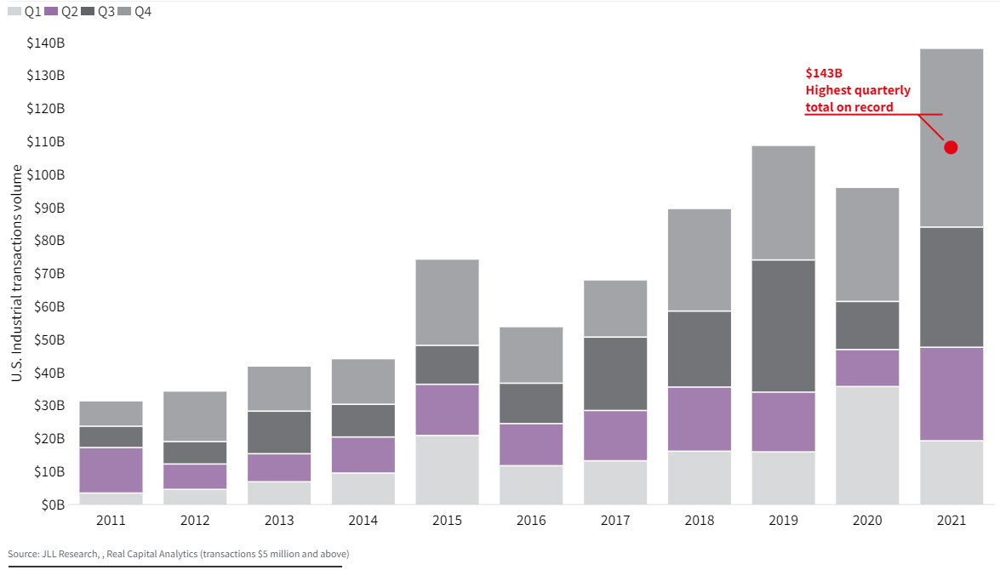 Q1 Q2 Q3 Q4
$140B
$130B
$120B
$110B
$100B
$90B
$80B
$70B
$60B
$50B
$40B
$30B
$20B
$10B
$0B
U.S. Industrial transactions volume
$143B
Highest quarterly
total on record
2011 2012 2013 2014 2015 2016 2017 2018 2019 2020 2021
Source: JLL Research, , Real Capital Analytics (transactions $5 million and above)